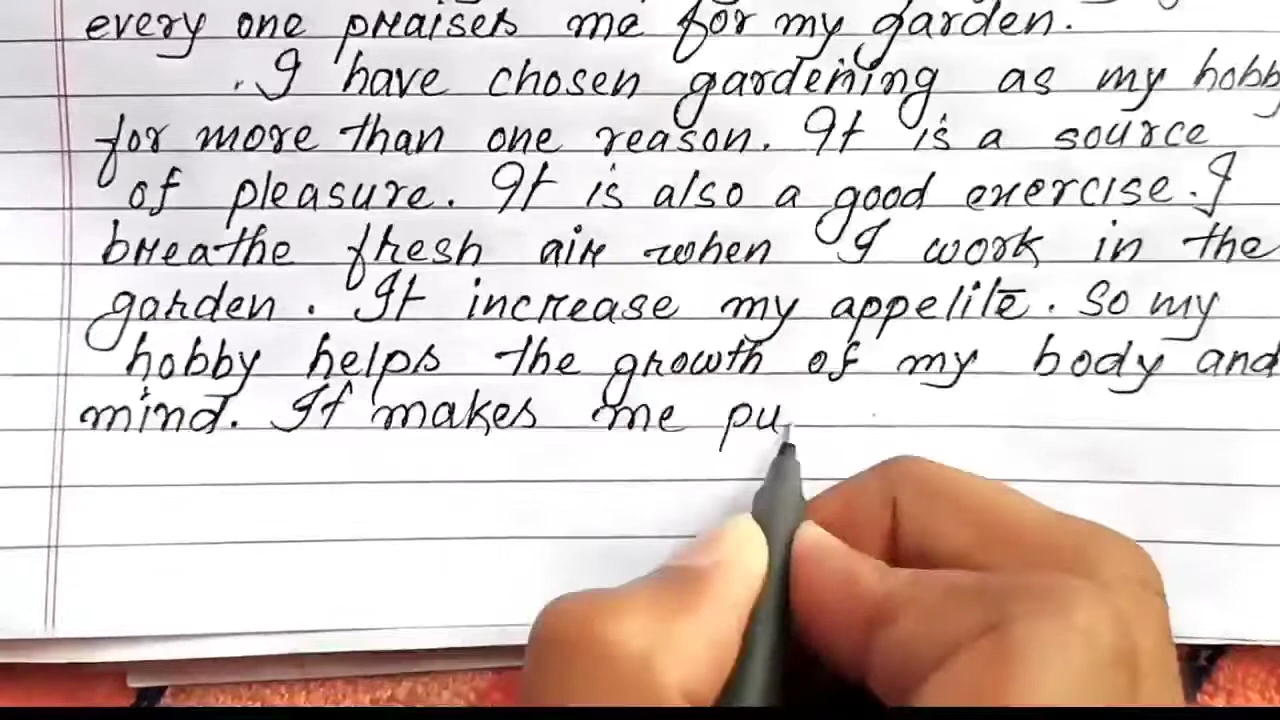 every one praises me for my garden.
I have chosen gardening as my hobby
for more than one reason. It is a source
of pleasure. It is also a good exercise. I
breathe fresh air when I work in the
garden. It increase my appelite. So my
hobby helps the growth of my body and
mind. It makes me pu